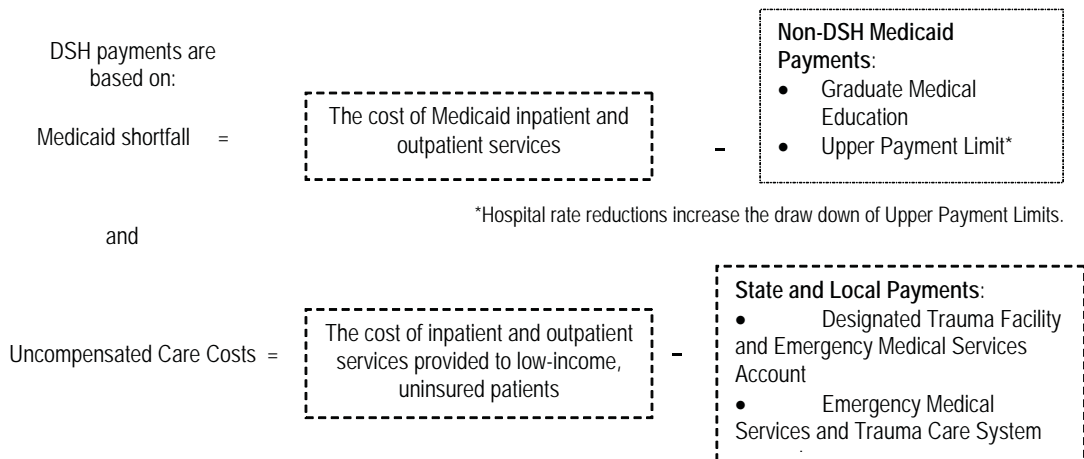 DSH payments are
based on:
Medicaid shortfall =
The cost of Medicaid inpatient and
outpatient services
-
Non-DSH Medicaid
Payments:
• Graduate Medical
Education
• Upper Payment Limit*
*Hospital rate reductions increase the draw down of Upper Payment Limits.
and
Uncompensated Care Costs =
The cost of inpatient and outpatient
services provided to low-income,
uninsured patients
-
State and Local Payments:
• Designated Trauma Facility
and Emergency Medical Services
Account
• Emergency Medical
Services and Trauma Care System